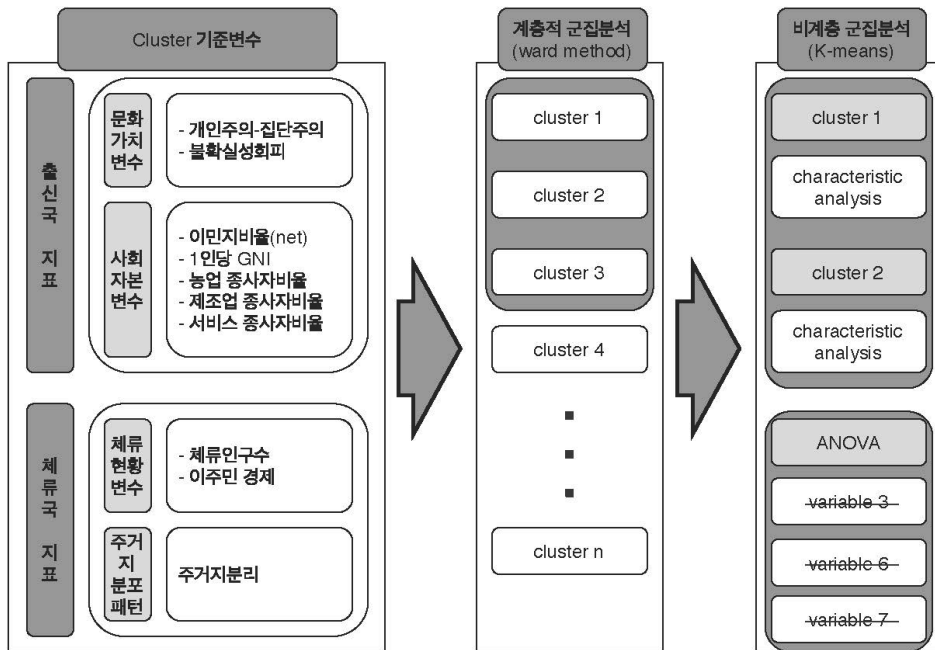 Cluster 기준변수
출신국 지표
문화
가치
변수
- 개인주의-집단주의
- 불확실성회피
사회
자본
변수
- 이민지비율(net)
- 1인당 GNI
- 농업 종사자비율
- 제조업 종사자비율
- 서비스 종사자비율
체류국 지표
체류
현황
변수
- 체류인구수
- 이주민 경제
주거
지
분포
패턴
주거지분리
계층적 군집분석
(ward method)
cluster 1
cluster 2
cluster 3
cluster 4
cluster n
비계층 군집분석
(K-means)
cluster 1
characteristic
analysis
cluster 2
characteristic
analysis
ANOVA
variable 3
variable 6
variable 7